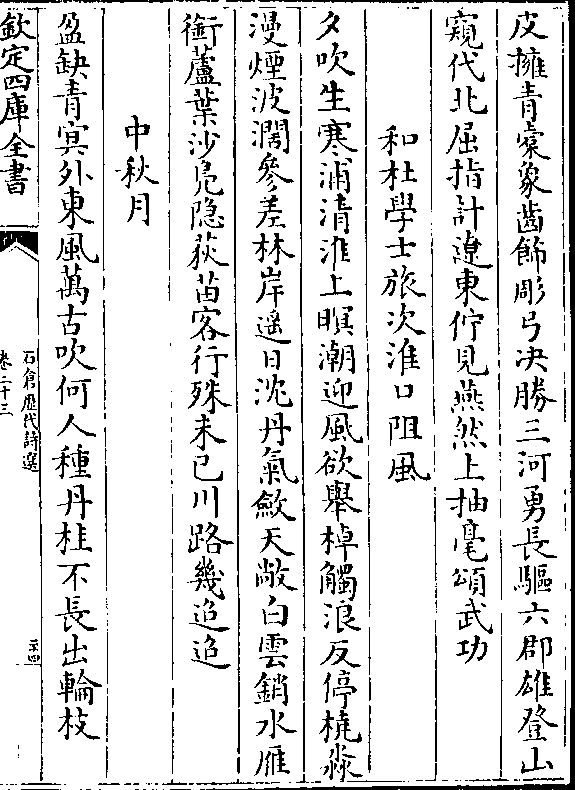 皮擁青槖象齒飾彫弓决勝三河勇長驅六郡雄登山
窺代北屈指計遼東佇見燕然上抽毫頌武功
和杜學士旅次淮口阻風
夕吹生寒浦清淮上暝潮迎風欲舉棹觸浪反停橈淼
漫煙波濶參差林岸遥日沈丹氣斂天敞白雲銷水雁
銜蘆葉沙鳬隐荻苗客行殊未已川路幾迢迢
中秋月
盈缺青冥外東風萬古吹何人種丹桂不長出輪枝
欽定四庫全書
石倉歷代詩選
卷二十三
二十四